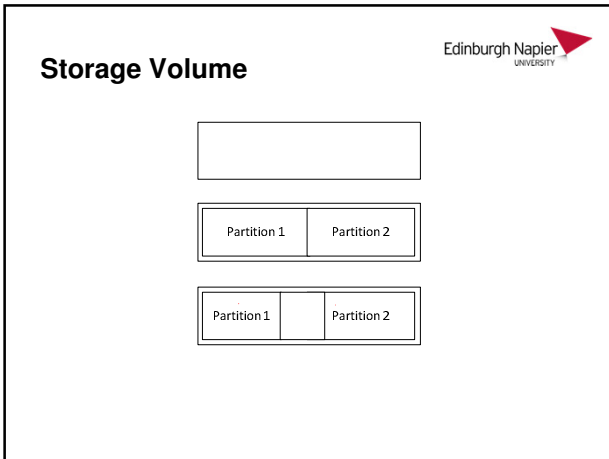 Edinburgh Napier
UNIVERSITY
Storage Volume
Partition 1 Partition 2
Partition 1 Partition 2